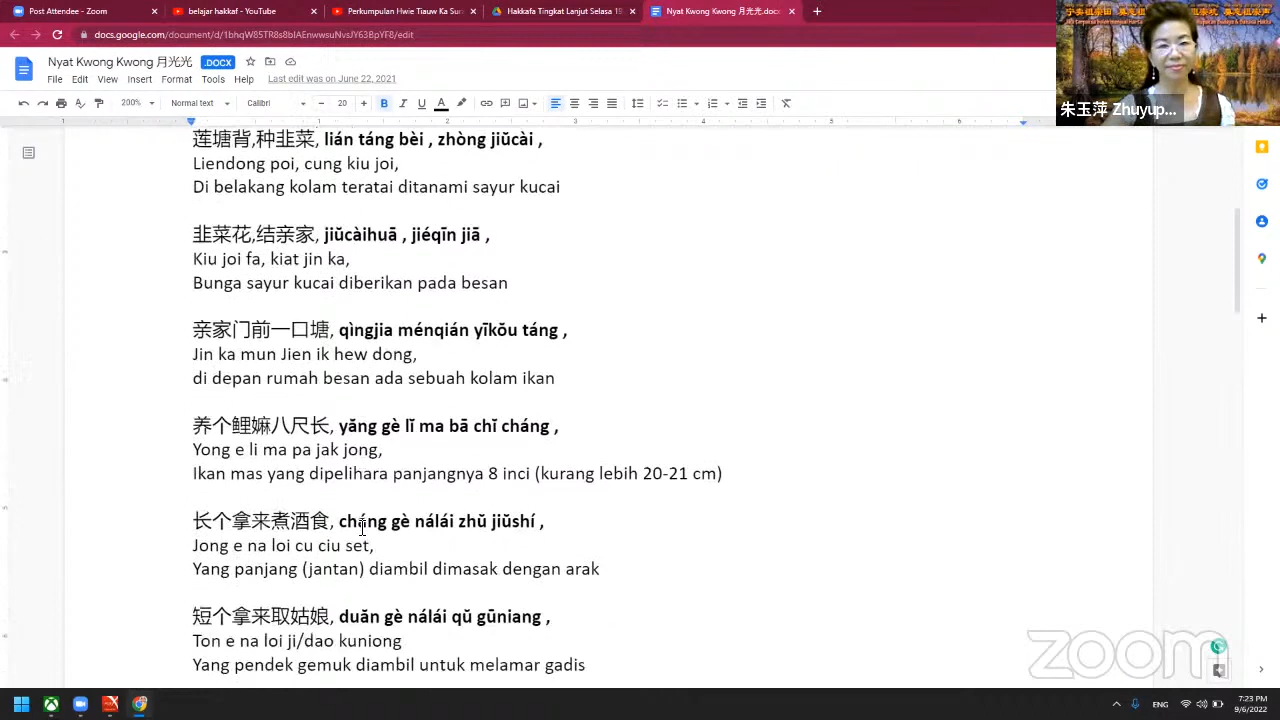 Post Attendee - Zoom
belajar hakkaf - YouTube
Perkumpulan Hwie Tiauw Ka Sur
Hakkafa Tingkat Lanjut Selasa 19:
Nyat Kwong Kwong 月光光.docx
docs.google.com/document/d/1bhqW85TR8s8bIAEnwwsuNvsJY63BpYF8/edit
Nyat Kwong Kwong 月光光 .DOCX
File Edit View Insert Format Tools Help Last edit was on June 22, 2021
200% Normal text Calibri 20
朱玉萍 Zhuyup...
莲塘背,种韭菜, lián táng bèi , zhòng jiǔcài ,
Liendong poi, cung kiu joi,
Di belakang kolam teratai ditanami sayur kucai
韭菜花,结亲家, jiǔcàihuā , jiéqīn jiā ,
Kiu joi fa, kiat jin ka,
Bunga sayur kucai diberikan pada besan
亲家门前一口塘, qìngjia ménqián yīkǒu táng ,
Jin ka mun Jien ik hew dong,
di depan rumah besan ada sebuah kolam ikan
养个鲤嫲八尺长, yǎng gè lǐ ma bā chǐ cháng ,
Yong e li ma pa jak jong,
Ikan mas yang dipelihara panjangnya 8 inci (kurang lebih 20-21 cm)
长个拿来煮酒食, cháng gè nálái zhǔ jiǔshí ,
Jong e na loi cu ciu set,
Yang panjang (jantan) diambil dimasak dengan arak
短个拿来取姑娘, duǎn gè nálái qǔ gūniang ,
Ton e na loi ji/dao kuniong
Yang pendek gemuk diambil untuk melamar gadis
zoom
ENG
7:23 PM
9/6/2022